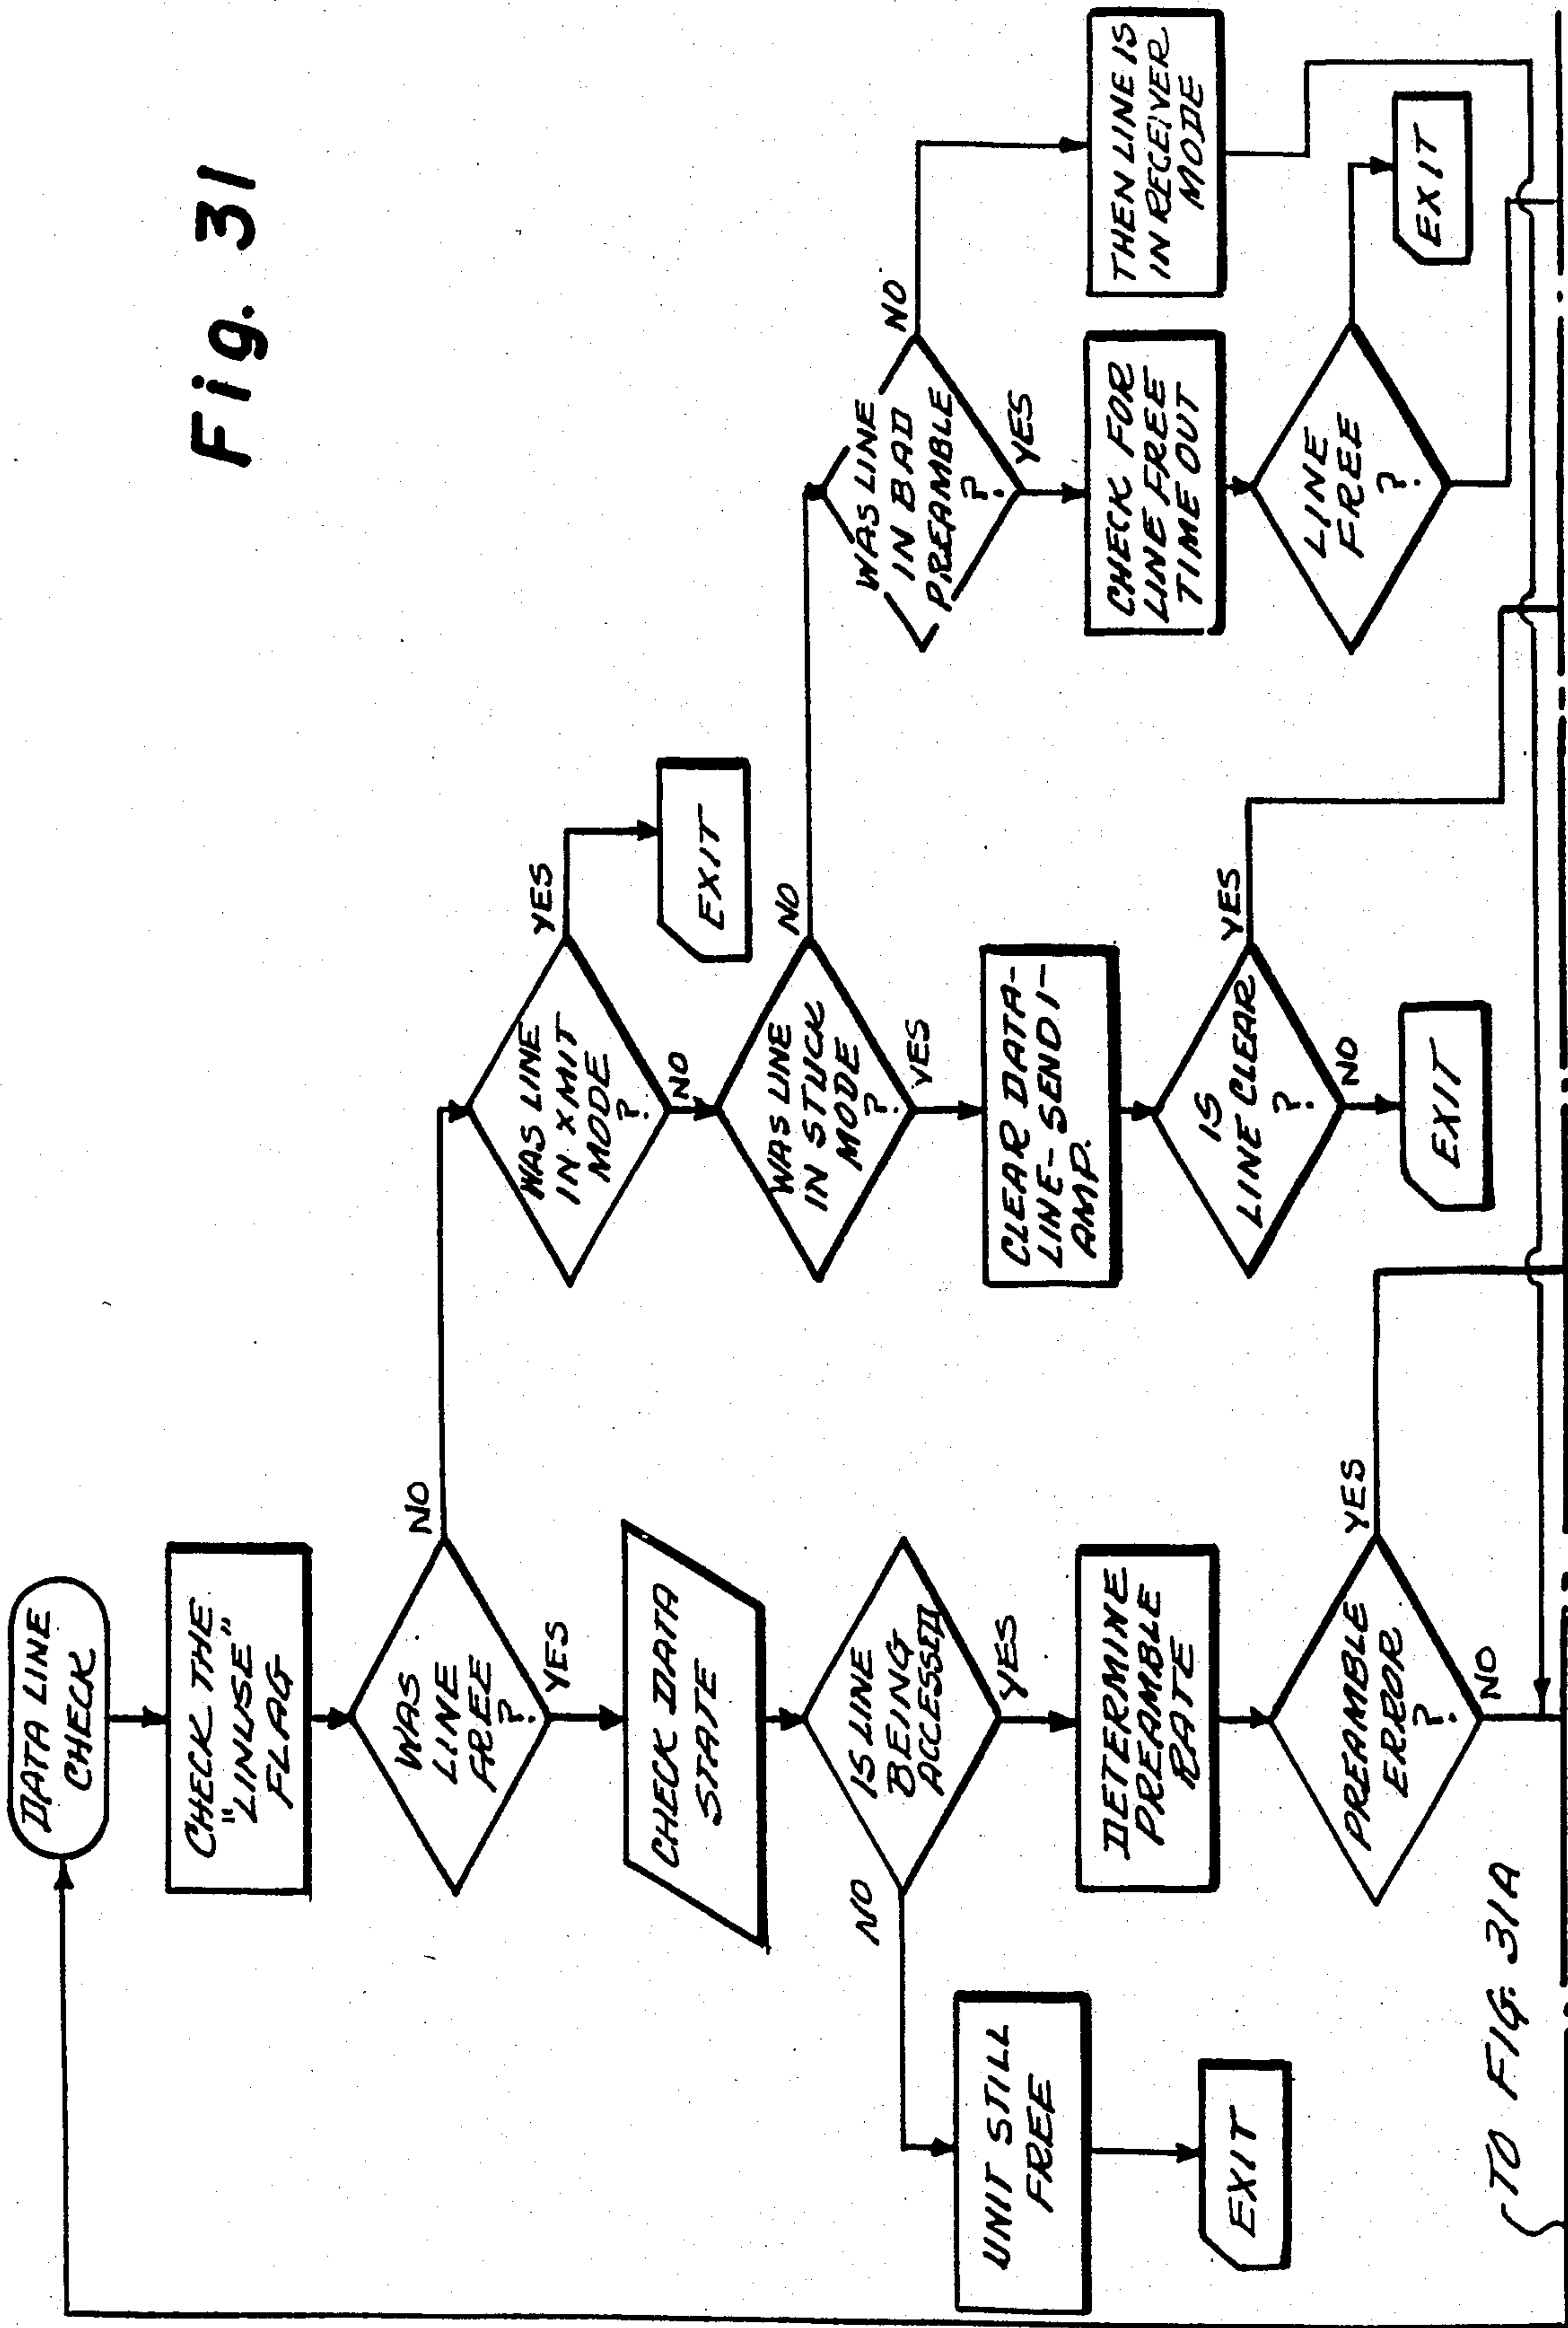 Fig. 31
DATA LINE
CHECK
CHECK THE
"LINUSE"
FLAG
WAS
LINE
FREE
?
NO
YES
CHECK DATA
STATE
IS LINE
BEING
ACCESSED
NO
YES
UNIT STILL
FREE
EXIT
DETERMINE
PREAMBLE
RATE
PREAMBLE
ERROR
?
YES
NO
WAS LINE
IN XMIT
MODE
?
YES
EXIT
NO
WAS LINE
IN STUCK
MODE
?
NO
YES
CLEAR DATA-
LINE-SEND 1-
AMP.
IS
LINE CLEAR
?
YES
NO
EXIT
WAS LINE
IN BAD
PREAMBLE
?
NO
YES
THEN LINE IS
IN RECEIVER
MODE
CHECK FOR
LINE FREE
TIME OUT
LINE
FREE
?
EXIT
TO FIG. 31A